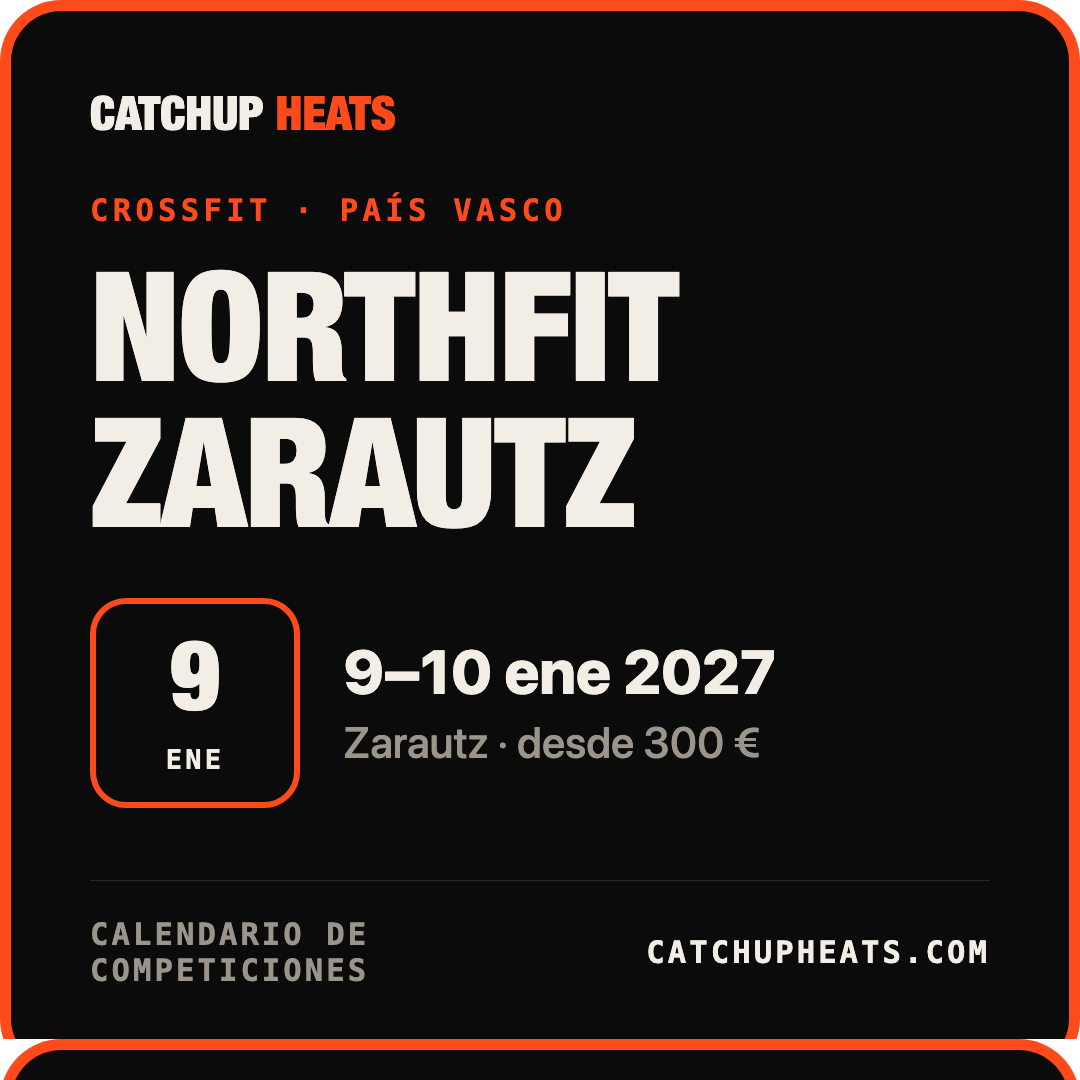 CATCHUP HEATS
CROSSFIT · PAÍS VASCO
NORTHFIT
ZARAUTZ
9
ENE
9–10 ene 2027
Zarautz · desde 300 €
CALENDARIO DE
COMPETICIONES
CATCHUPHEATS.COM